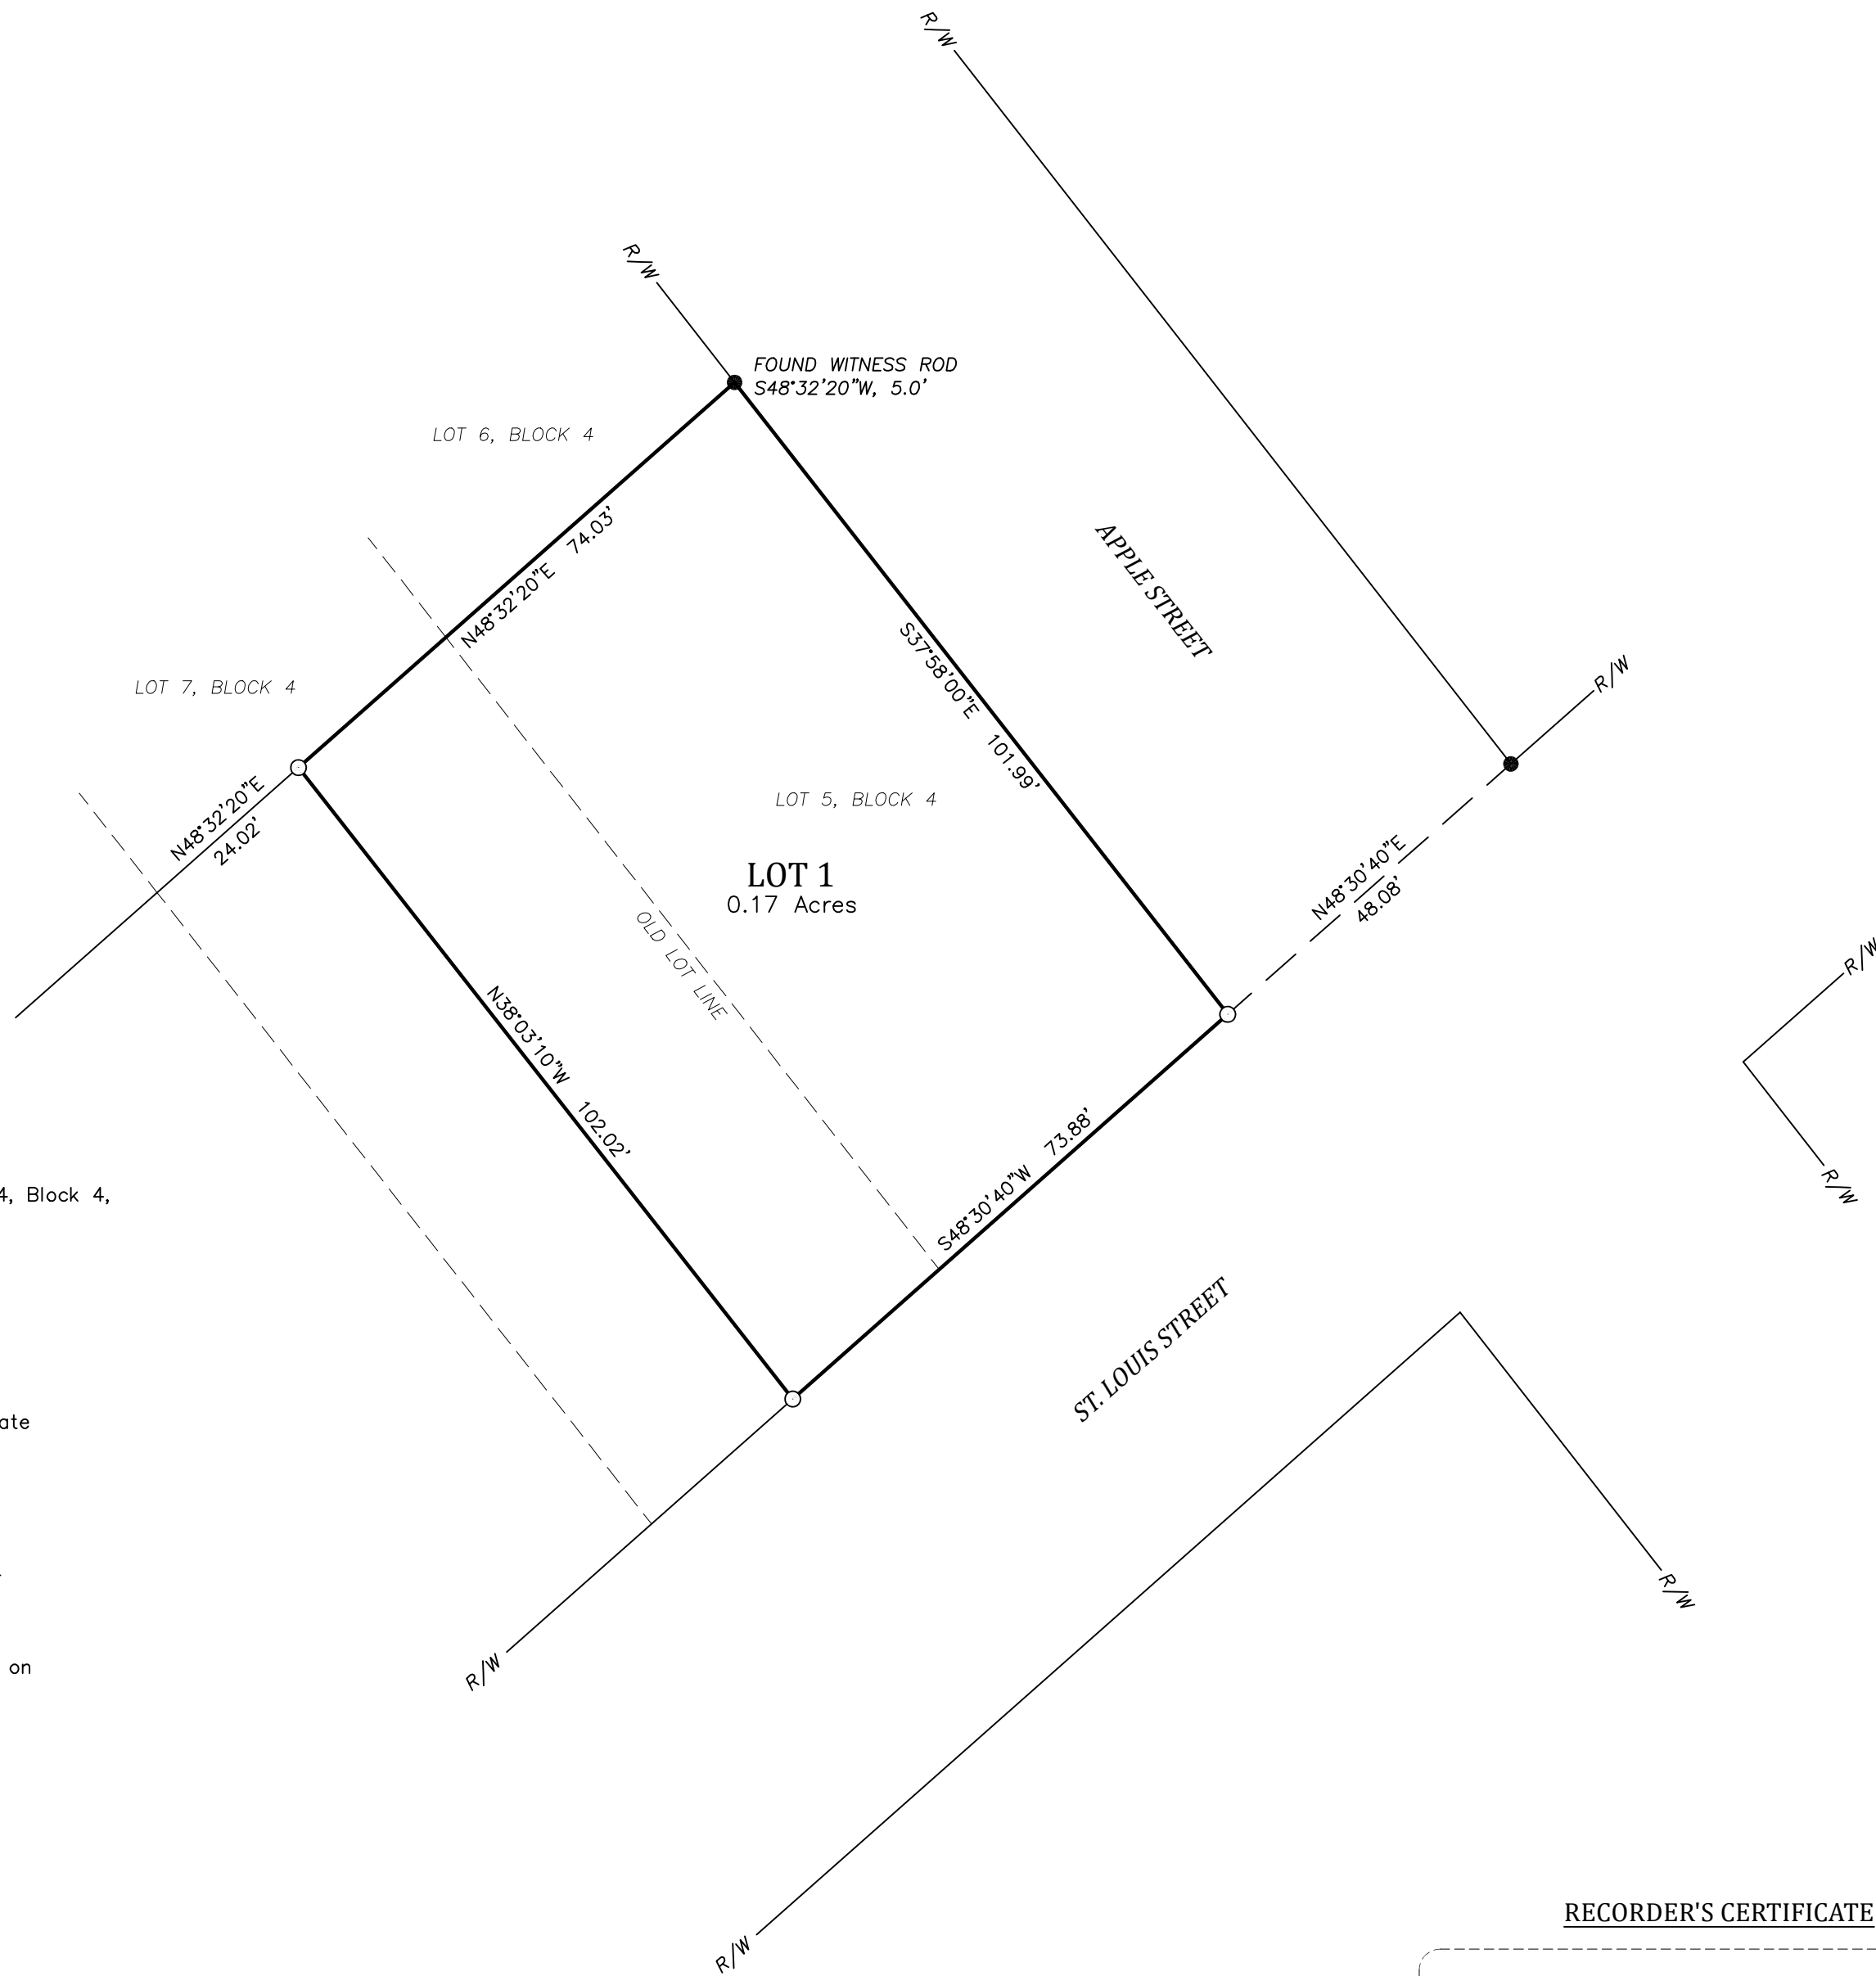 R/W
R/W
FOUND WITNESS ROD
S48°32'20"W, 5.0'
LOT 6, BLOCK 4
N48°32'20"E 74.03'
APPLE STREET
S37°58'00"E 101.99'
R/W
LOT 7, BLOCK 4
N48°32'20"E
24.02'
LOT 5, BLOCK 4
LOT 1
0.17 Acres
N48°30'40"E
48.08'
OLD LOT LINE
R/W
N38°03'10"W 102.02'
S48°30'40"W 73.88'
R/W
4, Block 4,
ST. LOUIS STREET
ate
R/W
on
R/W
R/W
RECORDER'S CERTIFICATE